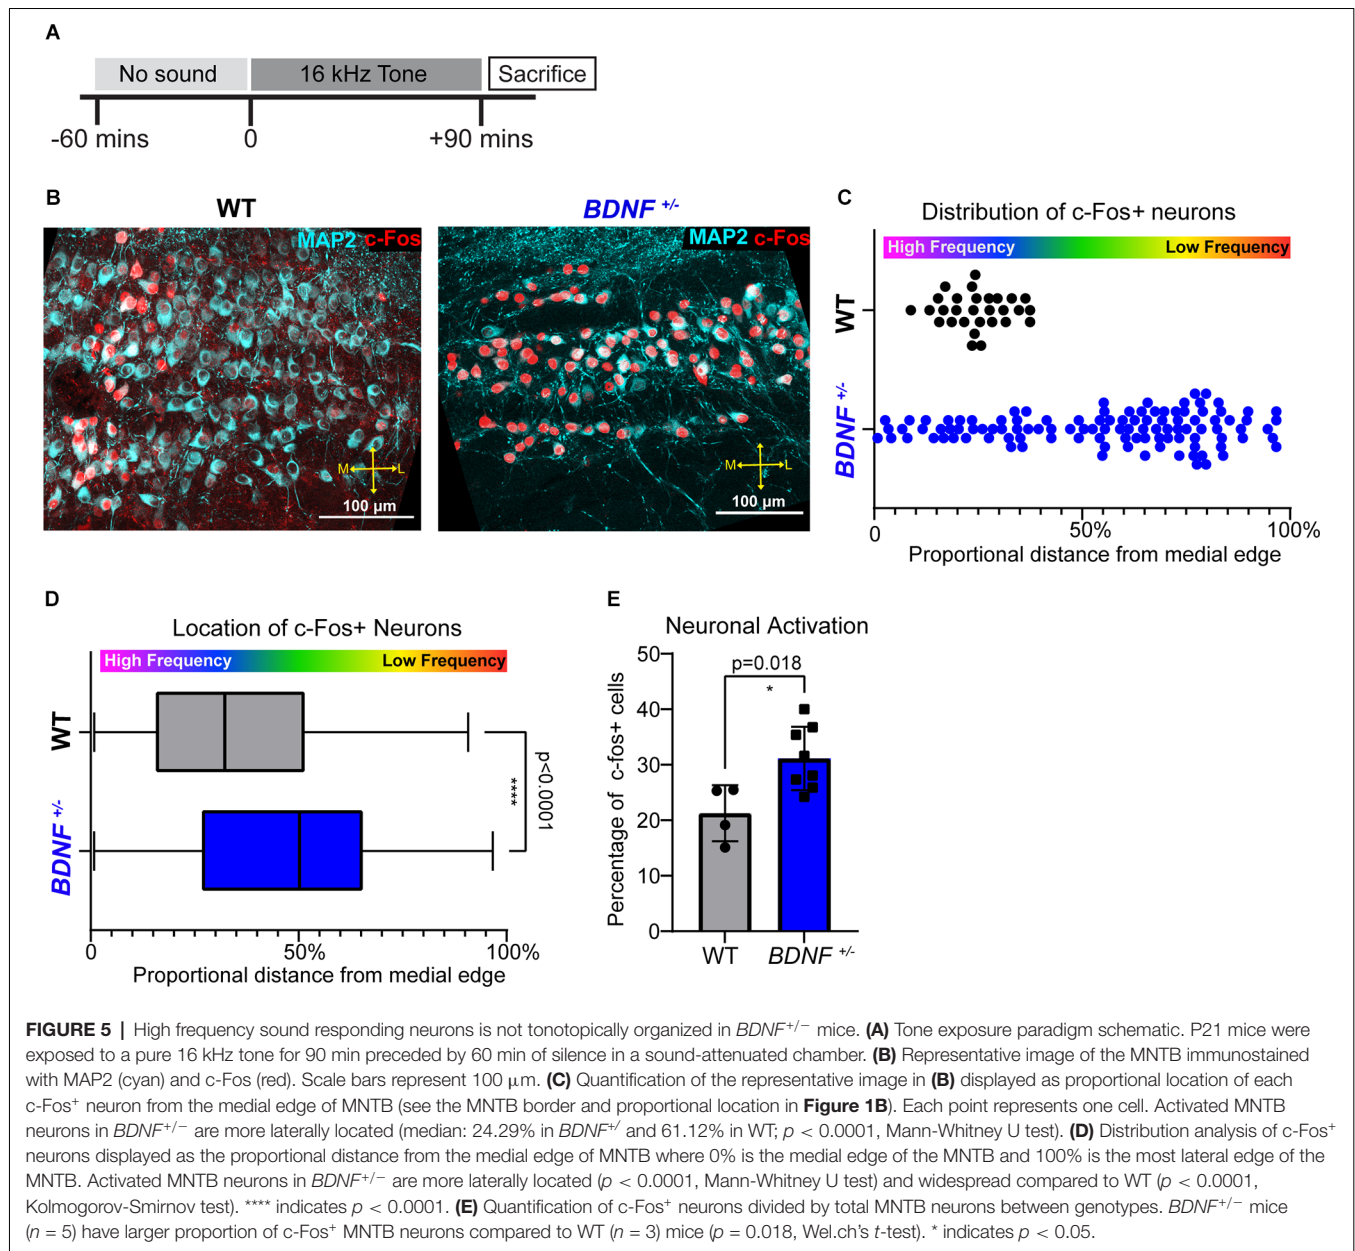 A
No sound
16 kHz Tone
Sacrifice
-60 mins
0
+90 mins
B
WT
BDNF +/-
MAP2 c-Fos
M
L
100 µm
MAP2 c-Fos
M
L
100 µm
C
Distribution of c-Fos+ neurons
High Frequency
Low Frequency
WT
BDNF +/-
0
50%
100%
Proportional distance from medial edge
D
Location of c-Fos+ Neurons
High Frequency
Low Frequency
WT
BDNF +/-
p<0.0001
****
0
50%
100%
Proportional distance from medial edge
E
Neuronal Activation
Percentage of c-fos+ cells
50
40
30
20
10
0
p=0.018
*
WT
BDNF +/-
FIGURE 5 | High frequency sound responding neurons is not tonotopically organized in BDNF+/− mice. (A) Tone exposure paradigm schematic. P21 mice were
exposed to a pure 16 kHz tone for 90 min preceded by 60 min of silence in a sound-attenuated chamber. (B) Representative image of the MNTB immunostained
with MAP2 (cyan) and c-Fos (red). Scale bars represent 100 µm. (C) Quantification of the representative image in (B) displayed as proportional location of each
c-Fos+ neuron from the medial edge of MNTB (see the MNTB border and proportional location in Figure 1B). Each point represents one cell. Activated MNTB
neurons in BDNF+/− are more laterally located (median: 24.29% in BDNF+/ and 61.12% in WT; p < 0.0001, Mann-Whitney U test). (D) Distribution analysis of c-Fos+
neurons displayed as the proportional distance from the medial edge of MNTB where 0% is the medial edge of the MNTB and 100% is the most lateral edge of the
MNTB. Activated MNTB neurons in BDNF+/− are more laterally located (p < 0.0001, Mann-Whitney U test) and widespread compared to WT (p < 0.0001,
Kolmogorov-Smirnov test). **** indicates p < 0.0001. (E) Quantification of c-Fos+ neurons divided by total MNTB neurons between genotypes. BDNF+/− mice
(n = 5) have larger proportion of c-Fos+ MNTB neurons compared to WT (n = 3) mice (p = 0.018, Wel.ch's t-test). * indicates p < 0.05.